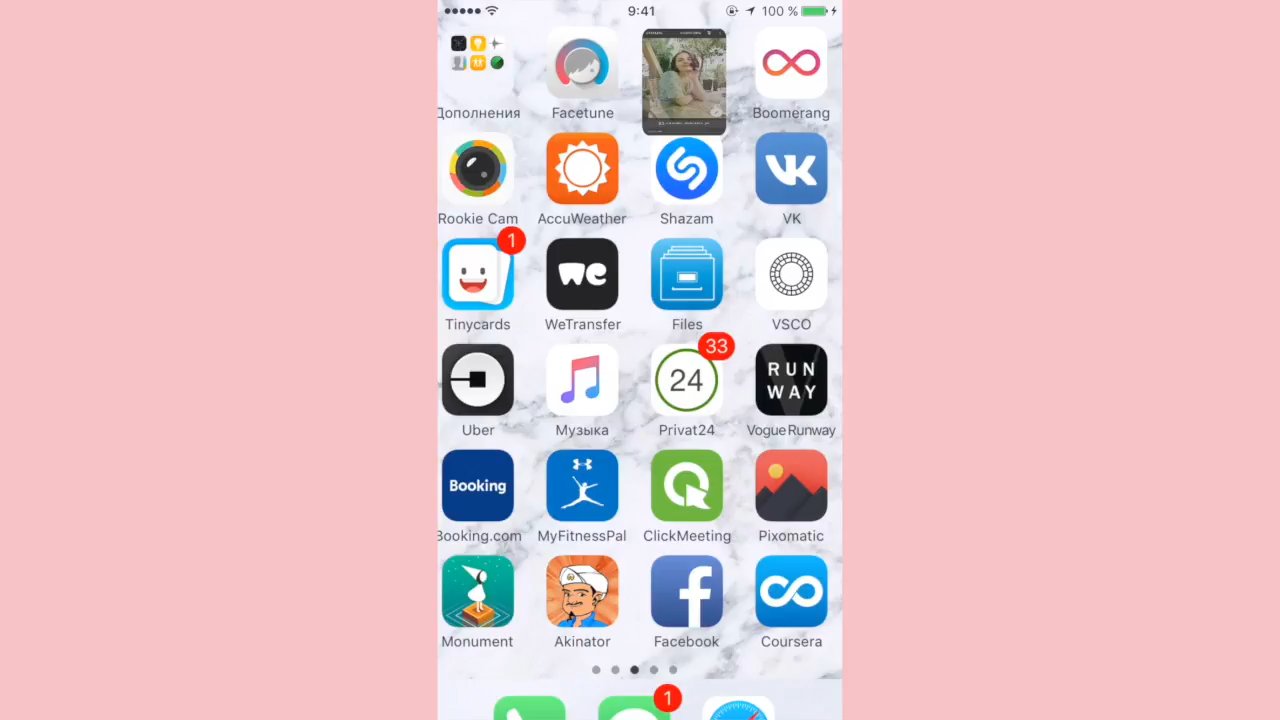 9:41
100 %
Дополнения
Facetune
Boomerang
Rookie Cam
AccuWeather
Shazam
VK
1
Tinycards
we
WeTransfer
Files
VSCO
33
24
RUN
WAY
Uber
Музыка
Privat24
Vogue Runway
Booking
Booking.com
MyFitnessPal
ClickMeeting
Pixomatic
Monument
Akinator
Facebook
Coursera
1